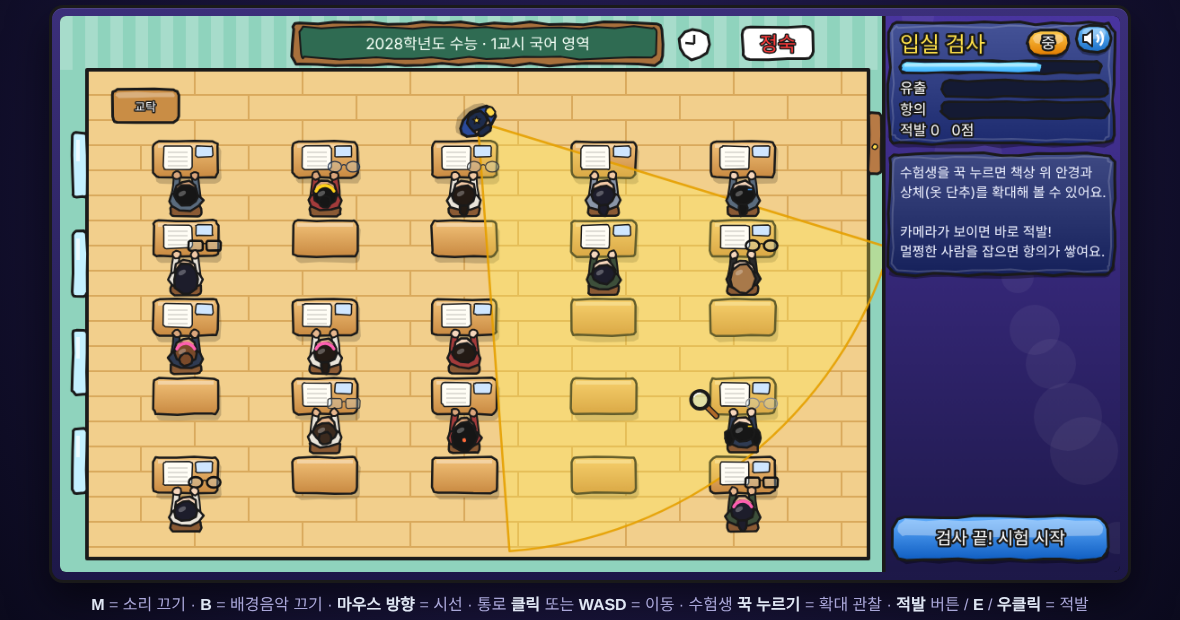 2028학년도 수능 · 1교시 국어 영역
정숙
교탁
입실 검사
중
유출
항의
적발 0 0점
수험생을 꾹 누르면 책상 위 안경과
상체(옷 단추)를 확대해 볼 수 있어요.
카메라가 보이면 바로 적발!
멀쩡한 사람을 잡으면 항의가 쌓여요.
검사 끝! 시험 시작
M = 소리 끄기 · B = 배경음악 끄기 · 마우스 방향 = 시선 · 통로 클릭 또는 WASD = 이동 · 수험생 꾹 누르기 = 확대 관찰 · 적발 버튼 / E / 우클릭 = 적발